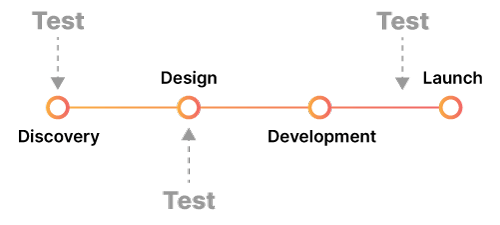 Test
Test
Design
Launch
Discovery
Development
Test